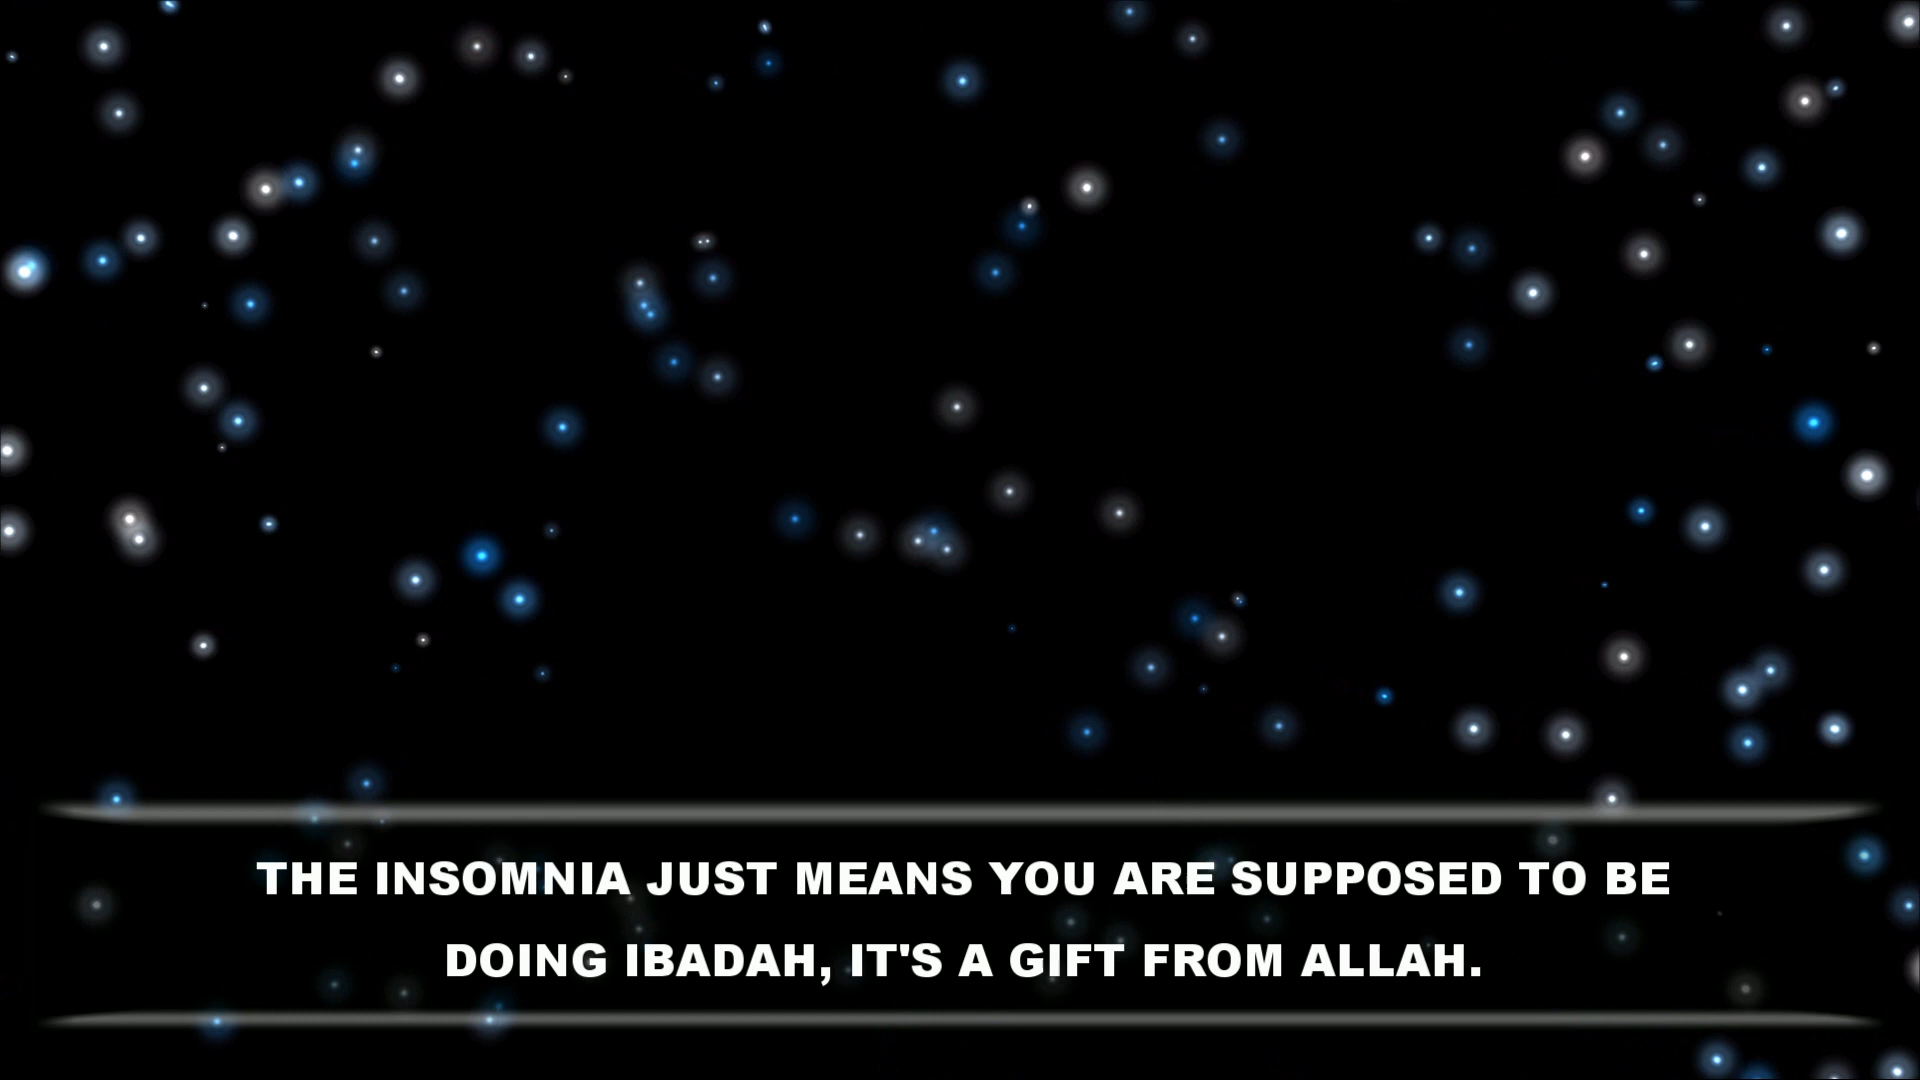 THE INSOMNIA JUST MEANS YOU ARE SUPPOSED TO BE
DOING IBADAH, IT'S A GIFT FROM ALLAH.